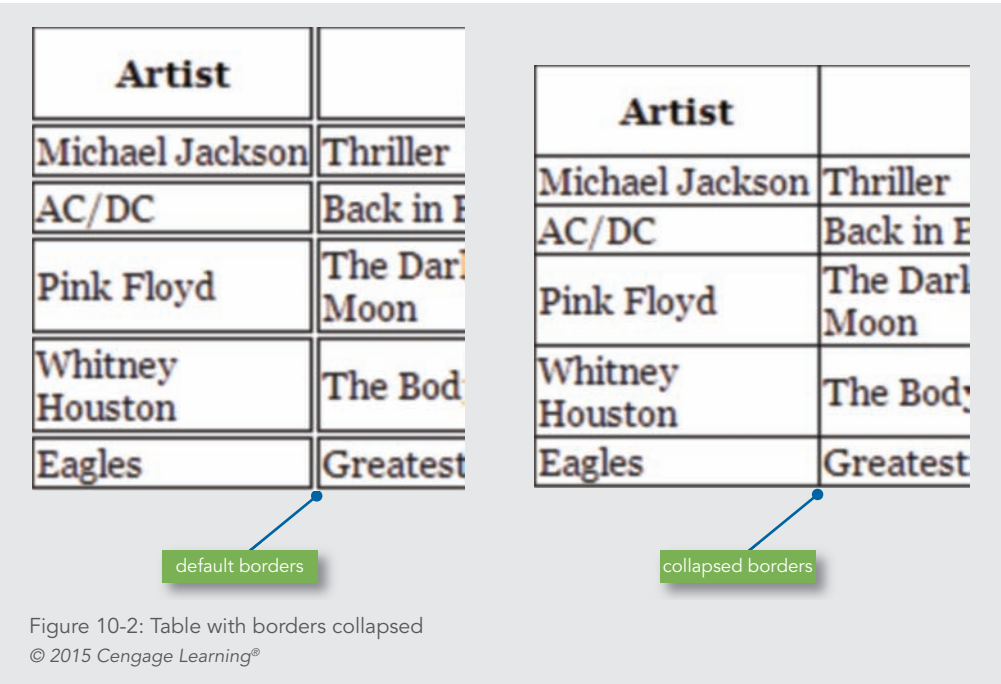 Artist
Michael Jackson Thriller
AC/DC Back in
Pink Floyd The Dar
Moon
Whitney
Houston
The Bod
Eagles Greatest
default borders
Artist
Michael Jackson Thriller
AC/DC Back in
Pink Floyd The Dark
Moon
Whitney
Houston
The Body
Eagles Greatest
collapsed borders
Figure 10-2: Table with borders collapsed
© 2015 Cengage Learning®